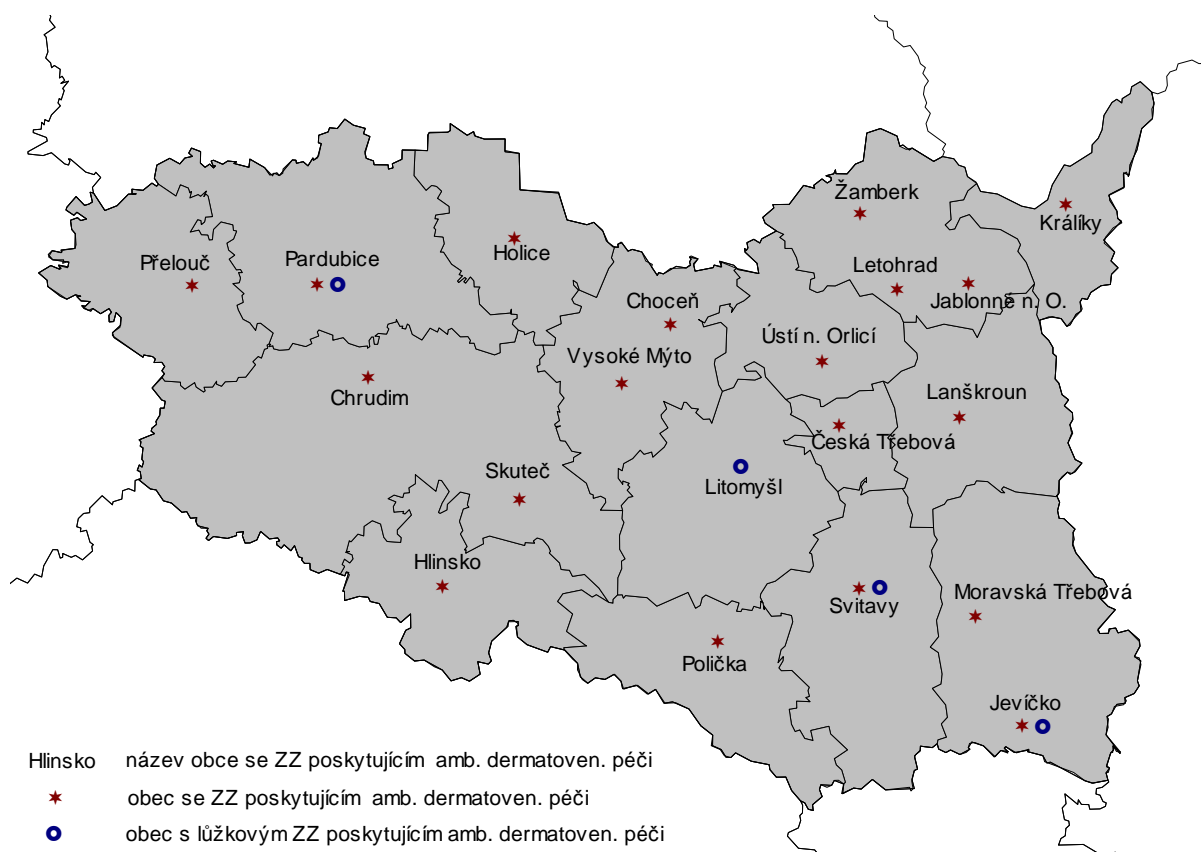 Žamberk
Králíky
Holice
Přelouč
Pardubice
Letohrad
Jablonné n. O.
Choceň
Ústí n. Orlicí
Vysoké Mýto
Chrudim
Lanškroun
Česká Třebová
Skuteč
Litomyšl
Hlinsko
Svitavy
Moravská Třebová
Polička
Jevíčko
Hlinsko název obce se ZZ poskytujícím amb. dermatoven. péči
obec se ZZ poskytujícím amb. dermatoven. péči
obec s lůžkovým ZZ poskytujícím amb. dermatoven. péči